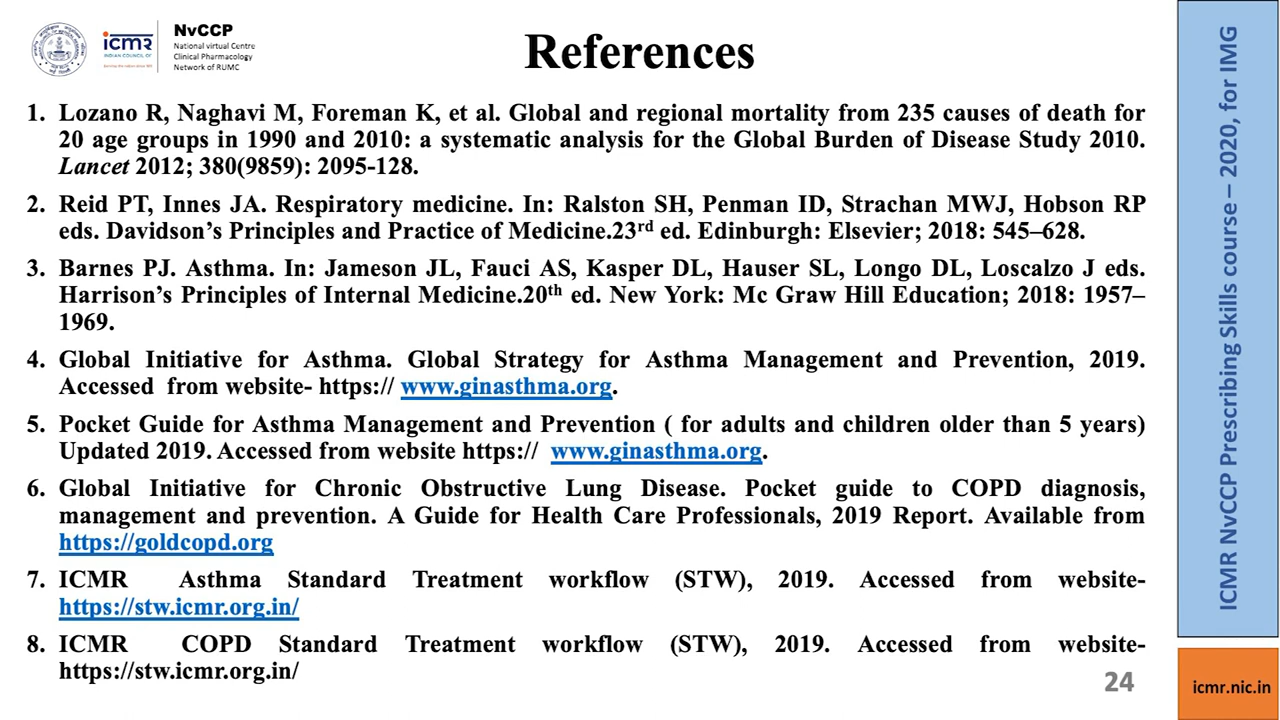 icmr
INDIAN COUNCIL OF
NvCCP
National virtual Centre
Clinical Pharmacology
Network of RUMC
References
1. Lozano R, Naghavi M, Foreman K, et al. Global and regional mortality from 235 causes of death for
20 age groups in 1990 and 2010: a systematic analysis for the Global Burden of Disease Study 2010.
Lancet 2012; 380(9859): 2095-128.
2. Reid PT, Innes JA. Respiratory medicine. In: Ralston SH, Penman ID, Strachan MWJ, Hobson RP
eds. Davidson’s Principles and Practice of Medicine.23rd ed. Edinburgh: Elsevier; 2018: 545–628.
3. Barnes PJ. Asthma. In: Jameson JL, Fauci AS, Kasper DL, Hauser SL, Longo DL, Loscalzo J eds.
Harrison’s Principles of Internal Medicine.20th ed. New York: Mc Graw Hill Education; 2018: 1957–
1969.
4. Global Initiative for Asthma. Global Strategy for Asthma Management and Prevention, 2019.
Accessed from website- https:// www.ginasthma.org.
5. Pocket Guide for Asthma Management and Prevention ( for adults and children older than 5 years)
Updated 2019. Accessed from website https:// www.ginasthma.org.
6. Global Initiative for Chronic Obstructive Lung Disease. Pocket guide to COPD diagnosis,
management and prevention. A Guide for Health Care Professionals, 2019 Report. Available from
https://goldcopd.org
7. ICMR Asthma Standard Treatment workflow (STW), 2019. Accessed from website-
https://stw.icmr.org.in/
8. ICMR COPD Standard Treatment workflow (STW), 2019. Accessed from website-
https://stw.icmr.org.in/
24
ICMR NvCCP Prescribing Skills course – 2020, for IMG
icmr.nic.in